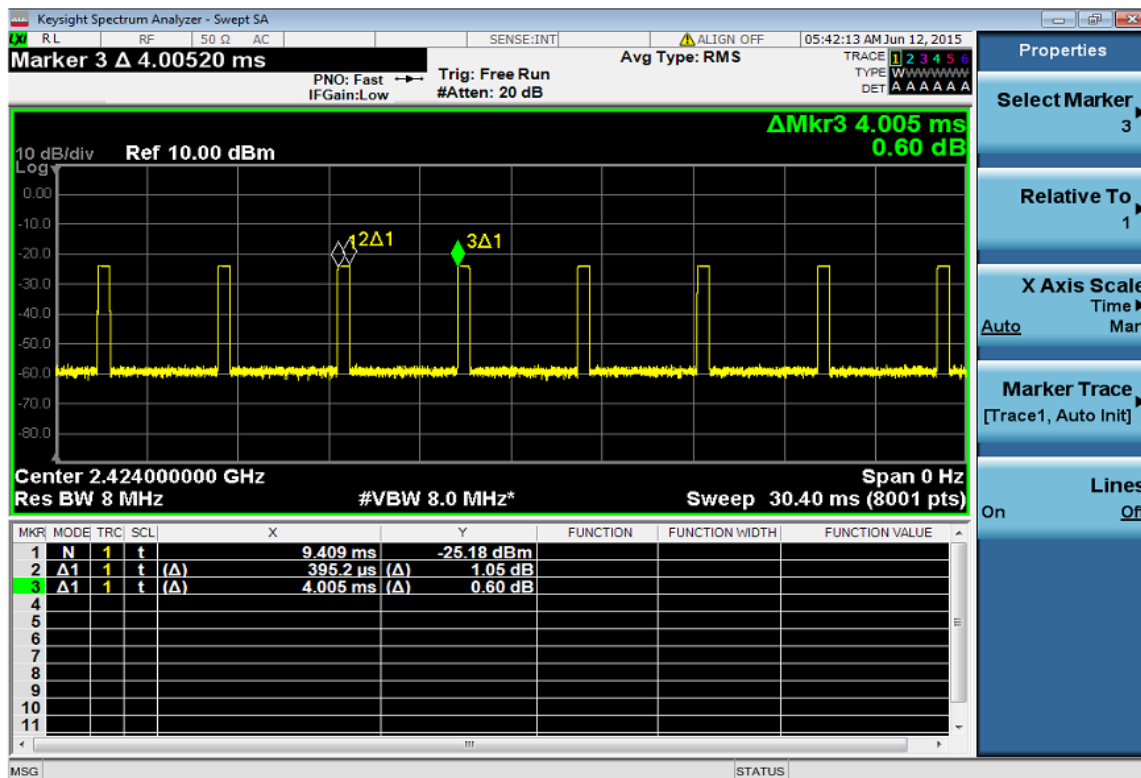 Keysight Spectrum Analyzer - Swept SA
LXI RL RF 50 Ω AC SENSE:INT ALIGN OFF 05:42:13 AM Jun 12, 2015
Marker 3 Δ 4.00520 ms
PNO: Fast
IFGain:Low
Trig: Free Run
#Atten: 20 dB
Avg Type: RMS
TRACE 1 2 3 4 5 6
TYPE WWWWWW
DET A A A A A A
ΔMkr3 4.005 ms
0.60 dB
10 dB/div Ref 10.00 dBm
Log
0.00
-10.0
-20.0
-30.0
-40.0
-50.0
-60.0
-70.0
-80.0
1 2Δ1 3Δ1
Center 2.424000000 GHz Span 0 Hz
Res BW 8 MHz #VBW 8.0 MHz* Sweep 30.40 ms (8001 pts)
MKR MODE TRC SCL X Y FUNCTION FUNCTION WIDTH FUNCTION VALUE
1 N 1 t 9.409 ms -25.18 dBm
2 Δ1 1 t (Δ) 395.2 µs (Δ) 1.05 dB
3 Δ1 1 t (Δ) 4.005 ms (Δ) 0.60 dB
4
5
6
7
8
9
10
11
MSG STATUS
Properties
Select Marker
3
Relative To
1
X Axis Scale
Time
Auto Man
Marker Trace
[Trace1, Auto Init]
Lines
On Off